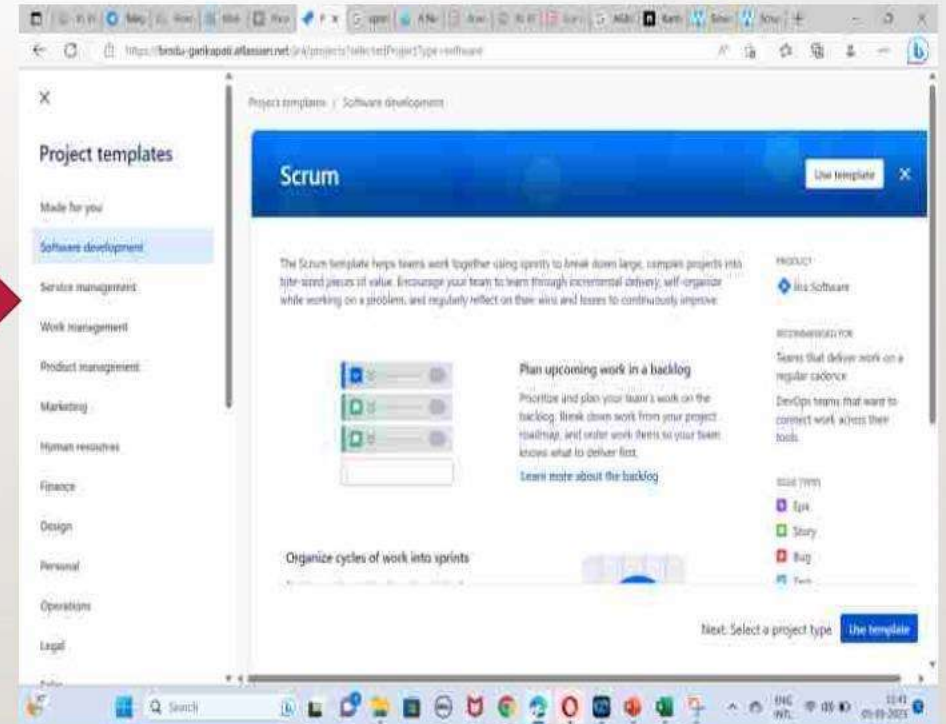 https://bindu-gankapati.atlassian.net
Project templates
Made for you
Software development
Service management
Work management
Product management
Marketing
Human resources
Finance
Design
Personal
Operations
Legal
Project templates / Software development
Scrum
Use template
The Scrum template helps teams work together using sprints to break down large, complex projects into
bite-sized pieces of value. Encourage your team to learn through incremental delivery, self-organize
while working on a problem, and regularly reflect on their wins and losses to continuously improve.
Plan upcoming work in a backlog
Prioritize and plan your team's work on the
backlog. Break down work from your project
roadmap, and order work items so your team
knows what to deliver first.
Learn more about the backlog
Organize cycles of work into sprints
PRODUCT
Jira Software
RECOMMENDED FOR
Teams that deliver work on a
regular cadence
DevOps teams that want to
connect work across their
tools
ISSUE TYPES
Epic
Story
Bug
Task
Next: Select a project type
Use template
Search
ENG
INTL